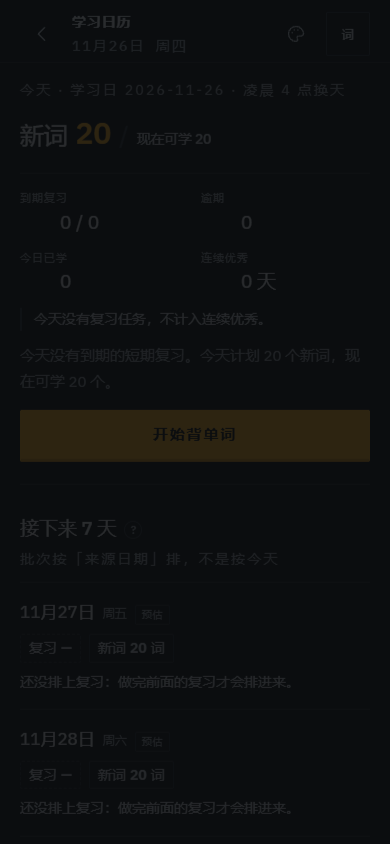 学习日历
11月26日 周四
词
今天 · 学习日 2026-11-26 · 凌晨 4 点换天
新词 20 / 现在可学 20
到期复习 逾期
0 / 0 0
今日已学 连续优秀
0 0 天
今天没有复习任务，不计入连续优秀。
今天没有到期的短期复习。今天计划 20 个新词，现
在可学 20 个。
开始背单词
接下来 7 天 ?
批次按「来源日期」排，不是按今天
11月27日 周五 预估
复习 — 新词 20 词
还没排上复习：做完前面的复习才会排进来。
11月28日 周六 预估
复习 — 新词 20 词
还没排上复习：做完前面的复习才会排进来。